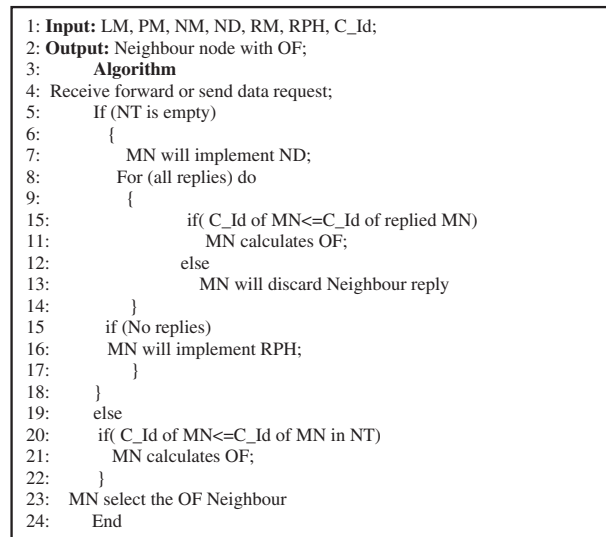 1: Input: LM, PM, NM, ND, RM, RPH, C_Id;
2: Output: Neighbour node with OF;
3: Algorithm
4: Receive forward or send data request;
5: If (NT is empty)
6: {
7: MN will implement ND;
8: For (all replies) do
9: {
15: if( C_Id of MN<=C_Id of replied MN)
11: MN calculates OF;
12: else
13: MN will discard Neighbour reply
14: }
15 if (No replies)
16: MN will implement RPH;
17: }
18: }
19: else
20: if( C_Id of MN<=C_Id of MN in NT)
21: MN calculates OF;
22: }
23: MN select the OF Neighbour
24: End